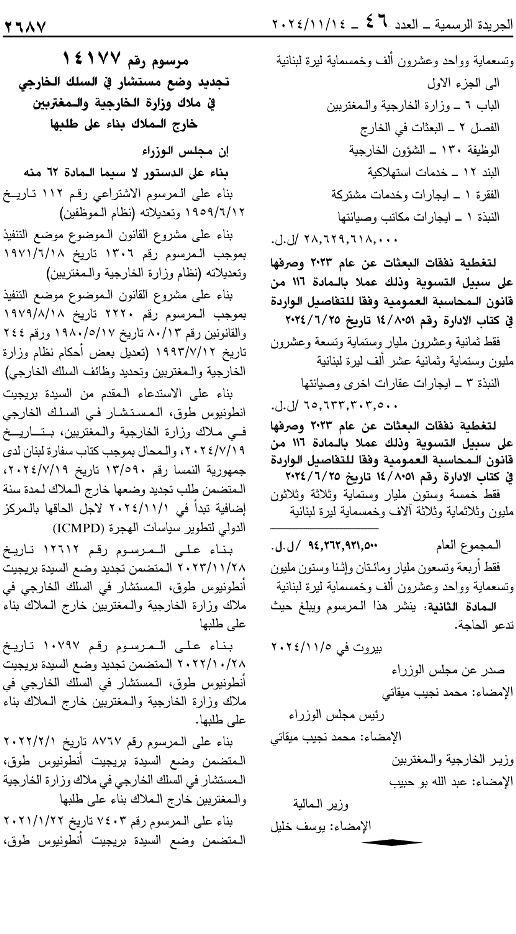 الجريدة الرسمية ــ العدد ٤٦ ــ ٢٠٢٤/١١/١٤
٢٦٨٧
وتسعماية وواحد وعشرون ألف وخمسماية ليرة لبنانية
الى الجزء الاول
الباب ٦ ــ وزارة الخارجية والمغتربين
الفصل ٢ ــ البعثات في الخارج
الوظيفة ١٣٠ ــ الشؤون الخارجية
البند ١٢ ــ خدمات استهلاكية
الفقرة ١ ــ ايجارات وخدمات مشتركة
النبذة ١ ــ ايجارات مكاتب وصيانتها
٢٨,٦٢٩,٦١٨,٠٠٠ /ل.ل.
لتغطية نفقات البعثات عن عام ٢٠٢٣ وصرفها
على سبيل التسوية وذلك عملا بالمادة ١١٦ من
قانون المحاسبة العمومية وفقا للتفاصيل الواردة
في كتاب الادارة رقم ١٤/٨٠٥١ تاريخ ٢٠٢٤/٦/٢٥
فقط ثمانية وعشرون مليار وستماية وتسعة وعشرون
مليون وستماية وثمانية عشر ألف ليرة لبنانية
النبذة ٣ ــ ايجارات عقارات اخرى وصيانتها
٦٥,٦٣٣,٣٠٣,٥٠٠ /ل.ل.
لتغطية نفقات البعثات عن عام ٢٠٢٣ وصرفها
على سبيل التسوية وذلك عملا بالمادة ١١٦ من
قانون المحاسبة العمومية وفقا للتفاصيل الواردة
في كتاب الادارة رقم ١٤/٨٠٥١ تاريخ ٢٠٢٤/٦/٢٥
فقط خمسة وستون مليار وستماية وثلاثة وثلاثون
مليون وثلاثماية وثلاثة آلاف وخمسماية ليرة لبنانية
المجموع العام ٩٤,٢٦٢,٩٢١,٥٠٠ /ل.ل.
فقط أربعة وتسعون مليار ومائتان وإثنا وستون مليون
وتسعماية وواحد وعشرون ألف وخمسماية ليرة لبنانية
المادة الثانية: ينشر هذا المرسوم ويبلغ حيث
تدعو الحاجة.
بيروت في ٢٠٢٤/١١/٥
صدر عن مجلس الوزراء
الإمضاء: محمد نجيب ميقاتي
رئيس مجلس الوزراء
الإمضاء: محمد نجيب ميقاتي
وزير الخارجية والمغتربين
الإمضاء: عبد الله بو حبيب
وزير المالية
الإمضاء: يوسف خليل
مرسوم رقم ١٤١٧٧
تجديد وضع مستشار في السلك الخارجي
في ملاك وزارة الخارجية والمغتربين
خارج الملاك بناء على طلبها
إن مجلس الوزراء
بناء على الدستور لا سيما المادة ٦٢ منه
بناء على المرسوم الاشتراعي رقم ١١٢ تاريخ
١٩٥٩/٦/١٢ وتعديلاته (نظام الموظفين)
بناء على مشروع القانون الموضوع موضع التنفيذ
بموجب المرسوم رقم ١٣٠٦ تاريخ ١٩٧١/٦/١٨
وتعديلاته (نظام وزارة الخارجية والمغتربين)
بناء على مشروع القانون الموضوع موضع التنفيذ
بموجب المرسوم رقم ٢٢٢٠ تاريخ ١٩٧٩/٨/١٨
والقانونين رقم ٨٠/١٣ تاريخ ١٩٨٠/٥/١٧ ورقم ٢٤٤
تاريخ ١٩٩٣/٧/١٢ (تعديل بعض أحكام نظام وزارة
الخارجية والمغتربين وتحديد وظائف السلك الخارجي)
بناء على الاستدعاء المقدم من السيدة بريجيت
انطونيوس طوق، المستشار في السلك الخارجي
في ملاك وزارة الخارجية والمغتربين، بتاريخ
٢٠٢٤/٧/١٩، والمحال بموجب كتاب سفارة لبنان لدى
جمهورية النمسا رقم ١٣/٥٩٠ تاريخ ٢٠٢٤/٧/١٩،
المتضمن طلب تجديد وضعها خارج الملاك لمدة سنة
إضافية تبدأ في ٢٠٢٤/١١/١ لاجل الحاقها بالمركز
الدولي لتطوير سياسات الهجرة (ICMPD)
بناء على المرسوم رقم ١٢٦١٢ تاريخ
٢٠٢٣/١١/٢٨ المتضمن تجديد وضع السيدة بريجيت
أنطونيوس طوق، المستشار في السلك الخارجي في
ملاك وزارة الخارجية والمغتربين خارج الملاك بناء
على طلبها
بناء على المرسوم رقم ١٠٧٩٧ تاريخ
٢٠٢٢/١٠/٢٨ المتضمن تجديد وضع السيدة بريجيت
أنطونيوس طوق، المستشار في السلك الخارجي في
ملاك وزارة الخارجية والمغتربين خارج الملاك بناء
على طلبها.
بناء على المرسوم رقم ٨٧٦٧ تاريخ ٢٠٢٢/٢/١
المتضمن وضع السيدة بريجيت أنطونيوس طوق،
المستشار في السلك الخارجي في ملاك وزارة الخارجية
والمغتربين خارج الملاك بناء على طلبها
بناء على المرسوم رقم ٧٤٠٣ تاريخ ٢٠٢١/١/٢٢
المتضمن وضع السيدة بريجيت أنطونيوس طوق،